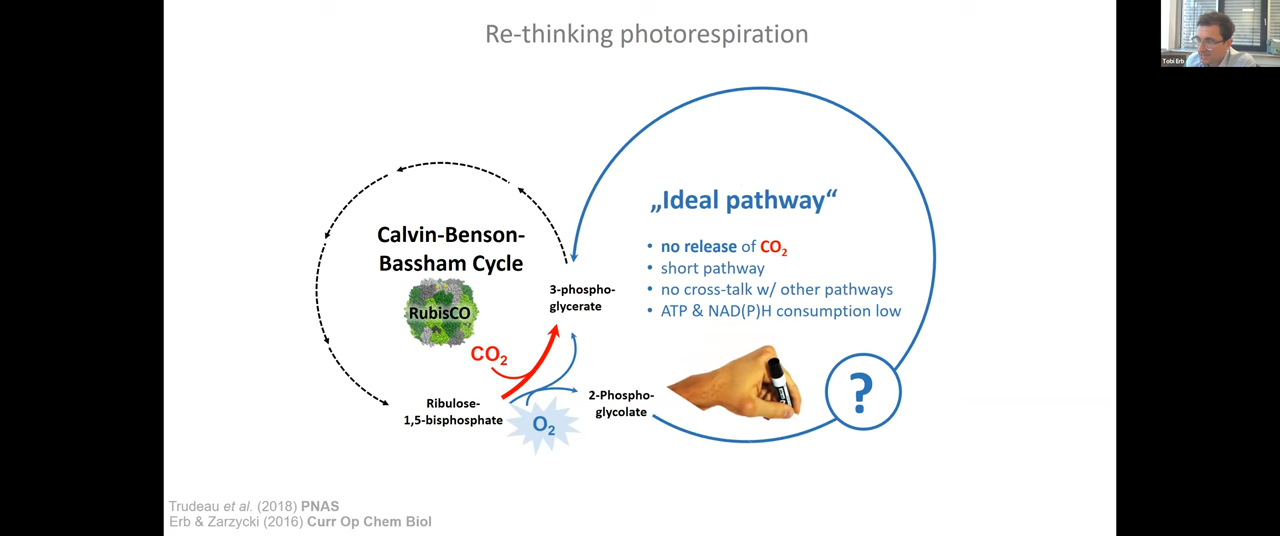 Re-thinking photorespiration
Tobi Erb
„Ideal pathway“
• no release of CO2
• short pathway
• no cross-talk w/ other pathways
• ATP & NAD(P)H consumption low
Calvin-Benson-
Bassham Cycle
RubisCO
3-phospho-
glycerate
CO2
Ribulose-
1,5-bisphosphate
O2
2-Phospho-
glycolate
?
Trudeau et al. (2018) PNAS
Erb & Zarzycki (2016) Curr Op Chem Biol